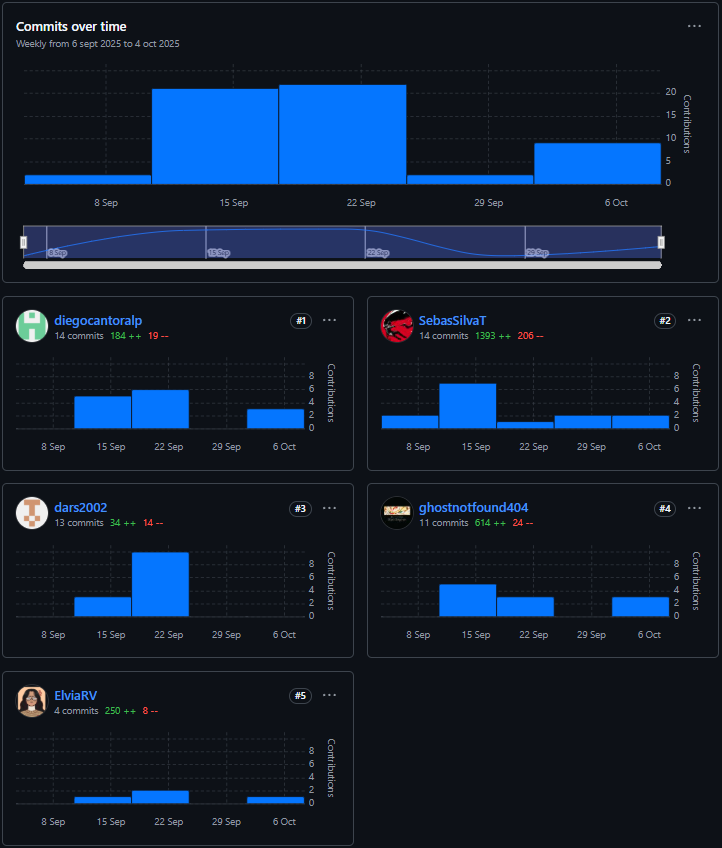 Commits over time
Weekly from 6 sept 2025 to 4 oct 2025
20
15
10
5
0
Contributions
8 Sep 15 Sep 22 Sep 29 Sep 6 Oct
8 Sep 15 Sep 22 Sep 29 Sep
diegocantoralp #1
14 commits 184 ++ 19 --
8
6
4
2
0
Contributions
8 Sep 15 Sep 22 Sep 29 Sep 6 Oct
SebasSilvaT #2
14 commits 1393 ++ 206 --
8
6
4
2
0
Contributions
8 Sep 15 Sep 22 Sep 29 Sep 6 Oct
dars2002 #3
13 commits 34 ++ 14 --
8
6
4
2
0
Contributions
8 Sep 15 Sep 22 Sep 29 Sep 6 Oct
ghostnotfound404 #4
11 commits 614 ++ 24 --
8
6
4
2
0
Contributions
8 Sep 15 Sep 22 Sep 29 Sep 6 Oct
ElviaRV #5
4 commits 250 ++ 8 --
8
6
4
2
0
Contributions
8 Sep 15 Sep 22 Sep 29 Sep 6 Oct